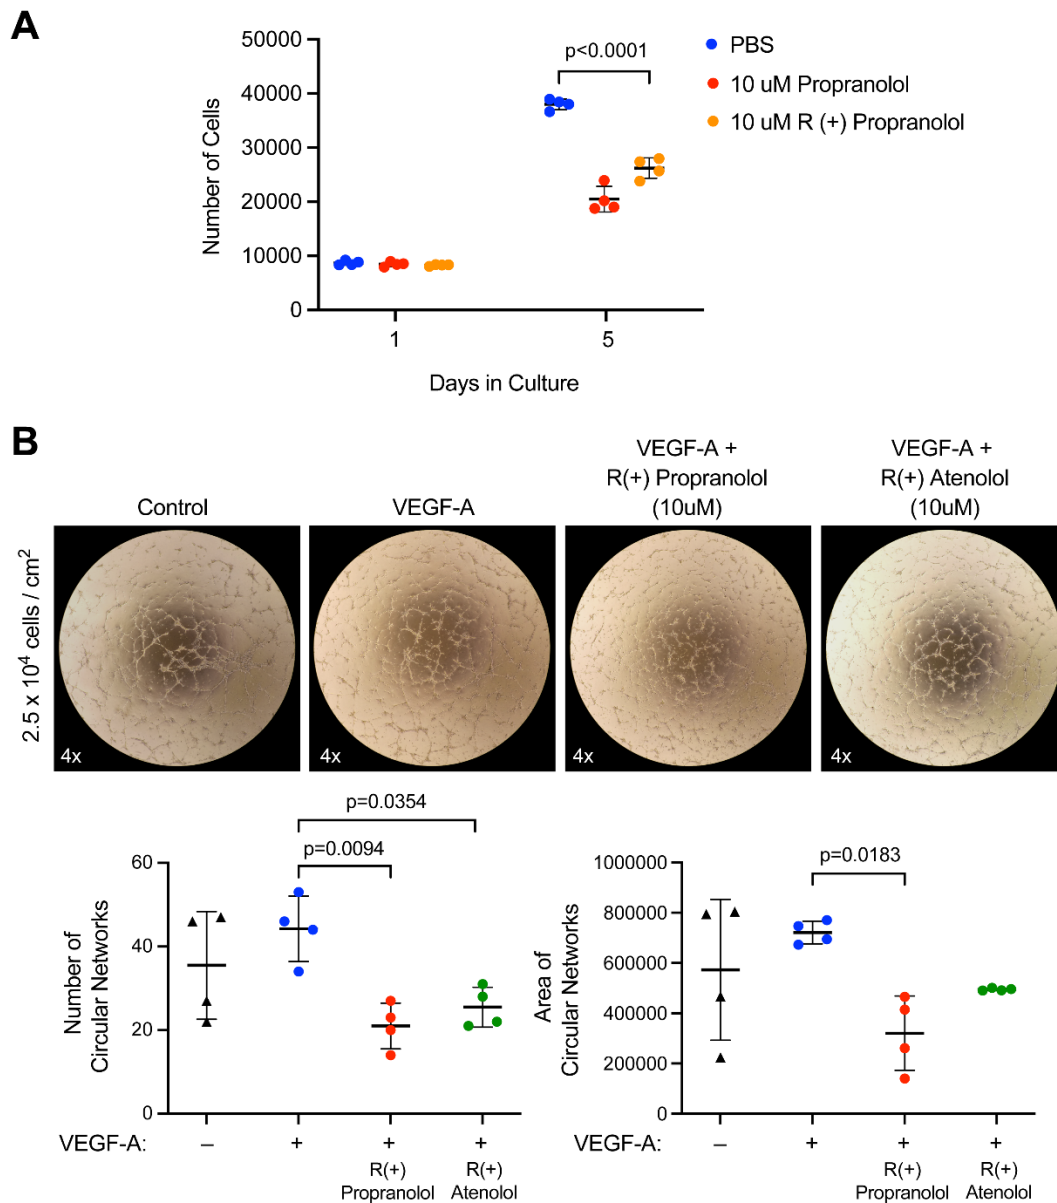 A
50000
40000
30000
20000
10000
0
Number of Cells
p<0.0001
PBS
10 uM Propranolol
10 uM R (+) Propranolol
1
5
Days in Culture
B
Control
VEGF-A
VEGF-A +
R(+) Propranolol
(10uM)
VEGF-A +
R(+) Atenolol
(10uM)
2.5 x 10⁴ cells / cm²
4x
4x
4x
4x
p=0.0354
p=0.0094
60
40
20
0
Number of
Circular Networks
VEGF-A:
–
+
+
+
R(+)
Propranolol
R(+)
Atenolol
p=0.0183
1000000
800000
600000
400000
200000
0
Area of
Circular Networks
–
+
+
+
R(+)
Propranolol
R(+)
Atenolol